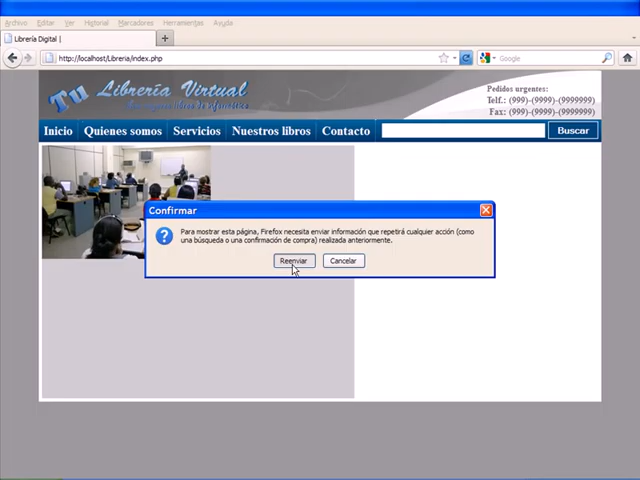 Archivo Editar Ver Historial Marcadores Herramientas Ayuda
Librería Digital |
http://localhost/Libreria/index.php
Google
Tu Librería Virtual
Pedidos urgentes:
Telf.: (999)-(9999)-(9999999)
Fax: (999)-(9999)-(9999999)
Inicio Quienes somos Servicios Nuestros libros Contacto Buscar
Confirmar
Para mostrar esta página, Firefox necesita enviar información que repetirá cualquier acción (como
una búsqueda o una confirmación de compra) realizada anteriormente.
Reenviar Cancelar